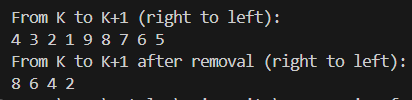 From K to K+1 (right to left):
4 3 2 1 9 8 7 6 5
From K to K+1 after removal (right to left):
8 6 4 2